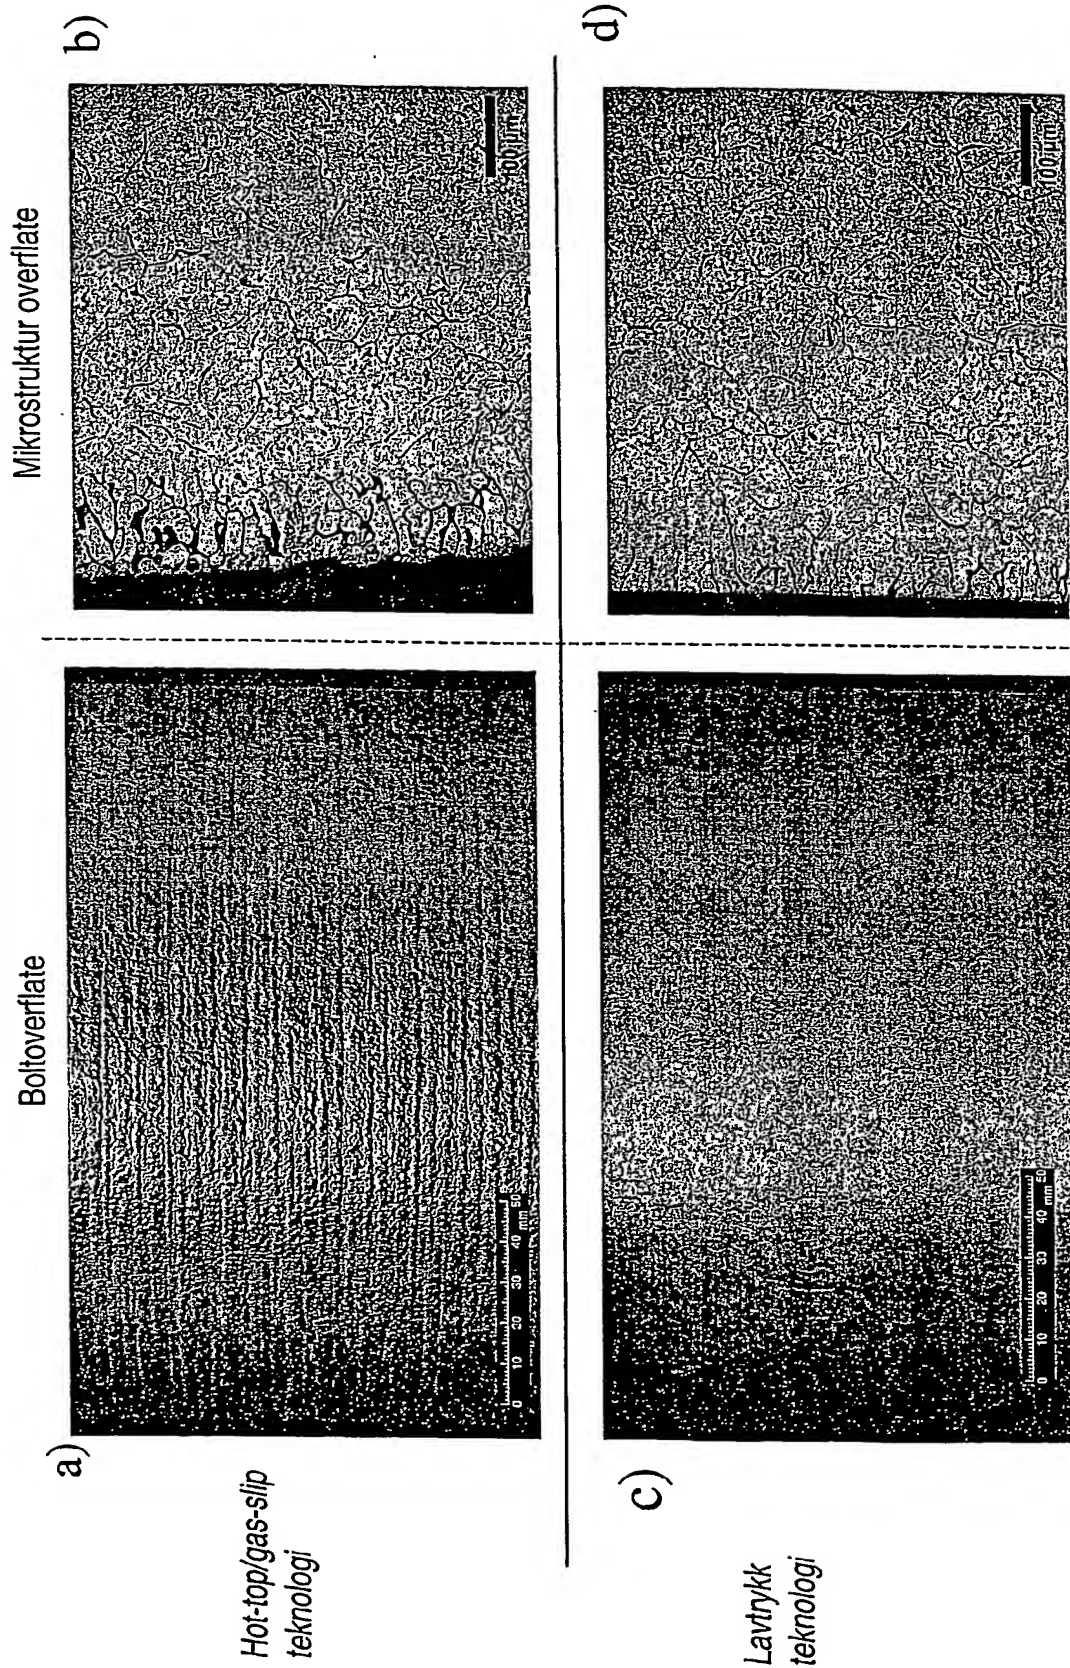 Boltoverflate
Mikrostruktur overflate
a)
b)
Hot-top/gas-slip
teknologi
0 10 20 30 40 50
mm
100 µm
c)
d)
Lavtrykk
teknologi
0 10 20 30 40 50
mm
100 µm